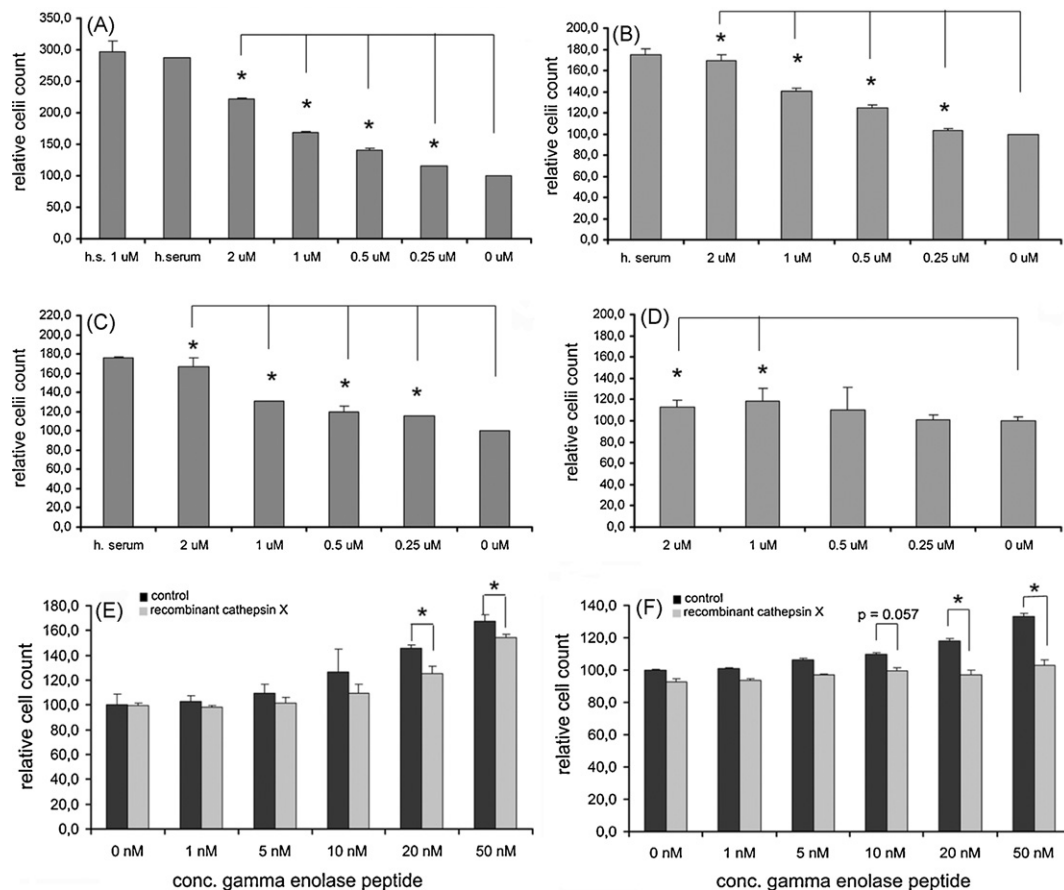 (A)
relative celii count
350,0
300,0
250,0
200,0
150,0
100,0
50,0
0,0
* * * *
h.s. 1 uM h.serum 2 uM 1 uM 0.5 uM 0.25 uM 0 uM
(B)
relative celii count
200,0
180,0
160,0
140,0
120,0
100,0
80,0
60,0
40,0
20,0
0,0
* * * *
h. serum 2 uM 1 uM 0.5 uM 0.25 uM 0 uM
(C)
relative celii count
220,0
200,0
180,0
160,0
140,0
120,0
100,0
80,0
60,0
40,0
20,0
0,0
* * * *
h. serum 2 uM 1 uM 0.5 uM 0.25 uM 0 uM
(D)
relative celii count
200,0
180,0
160,0
140,0
120,0
100,0
80,0
60,0
40,0
20,0
0,0
* *
2 uM 1 uM 0.5 uM 0.25 uM 0 uM
(E)
control
recombinant cathepsin X
relative cell count
180,0
160,0
140,0
120,0
100,0
80,0
60,0
40,0
20,0
0,0
* *
0 nM 1 nM 5 nM 10 nM 20 nM 50 nM
conc. gamma enolase peptide
(F)
control
recombinant cathepsin X
relative cell count
140,0
120,0
100,0
80,0
60,0
40,0
20,0
0,0
p = 0.057
* *
0 nM 1 nM 5 nM 10 nM 20 nM 50 nM
conc. gamma enolase peptide